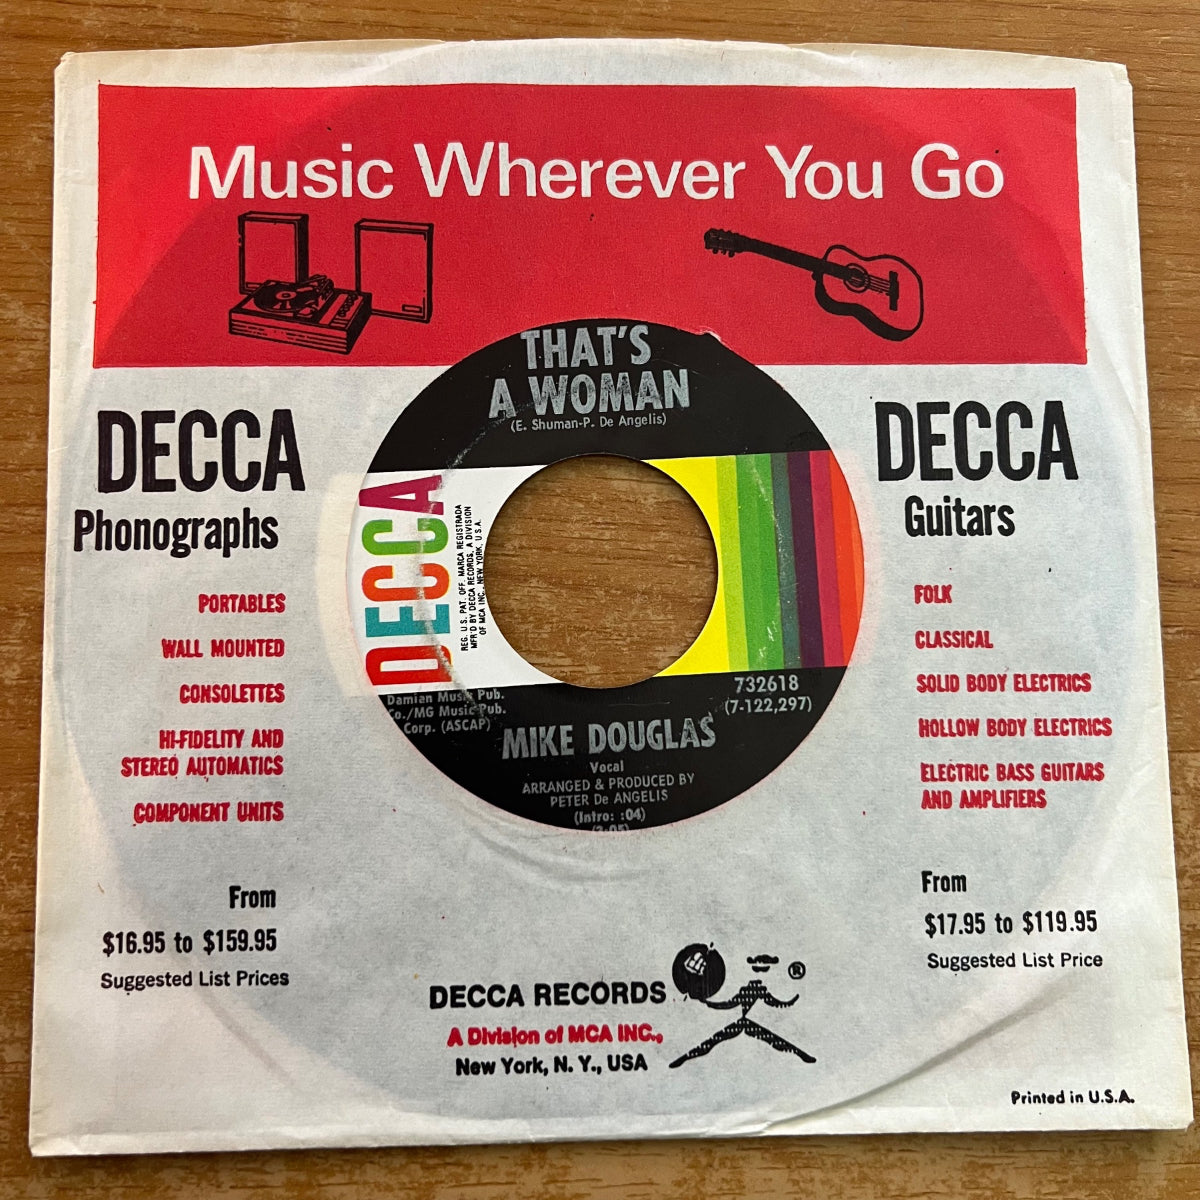 Music Wherever You Go
THAT'S
A WOMAN
(E. Shuman-P. De Angelis)
DECCA
Phonographs
PORTABLES
WALL MOUNTED
CONSOLETTES
HI-FIDELITY AND
STEREO AUTOMATICS
COMPONENT UNITS
From
$16.95 to $159.95
Suggested List Prices
DECCA
REG. U.S. PAT. OFF. MARCA REGISTRADA
MFR'D BY DECCA RECORDS, A DIVISION
OF MCA INC., NEW YORK, U.S.A.
732618
(7-122,297)
Damian Music Pub.
Co./MG Music Pub.
Corp. (ASCAP)
MIKE DOUGLAS
Vocal
ARRANGED & PRODUCED BY
PETER De ANGELIS
(Intro: :04)
(3:05)
DECCA
Guitars
FOLK
CLASSICAL
SOLID BODY ELECTRICS
HOLLOW BODY ELECTRICS
ELECTRIC BASS GUITARS
AND AMPLIFIERS
From
$17.95 to $119.95
Suggested List Price
DECCA RECORDS ®
A Division of MCA INC.,
New York, N. Y., USA
Printed in U.S.A.